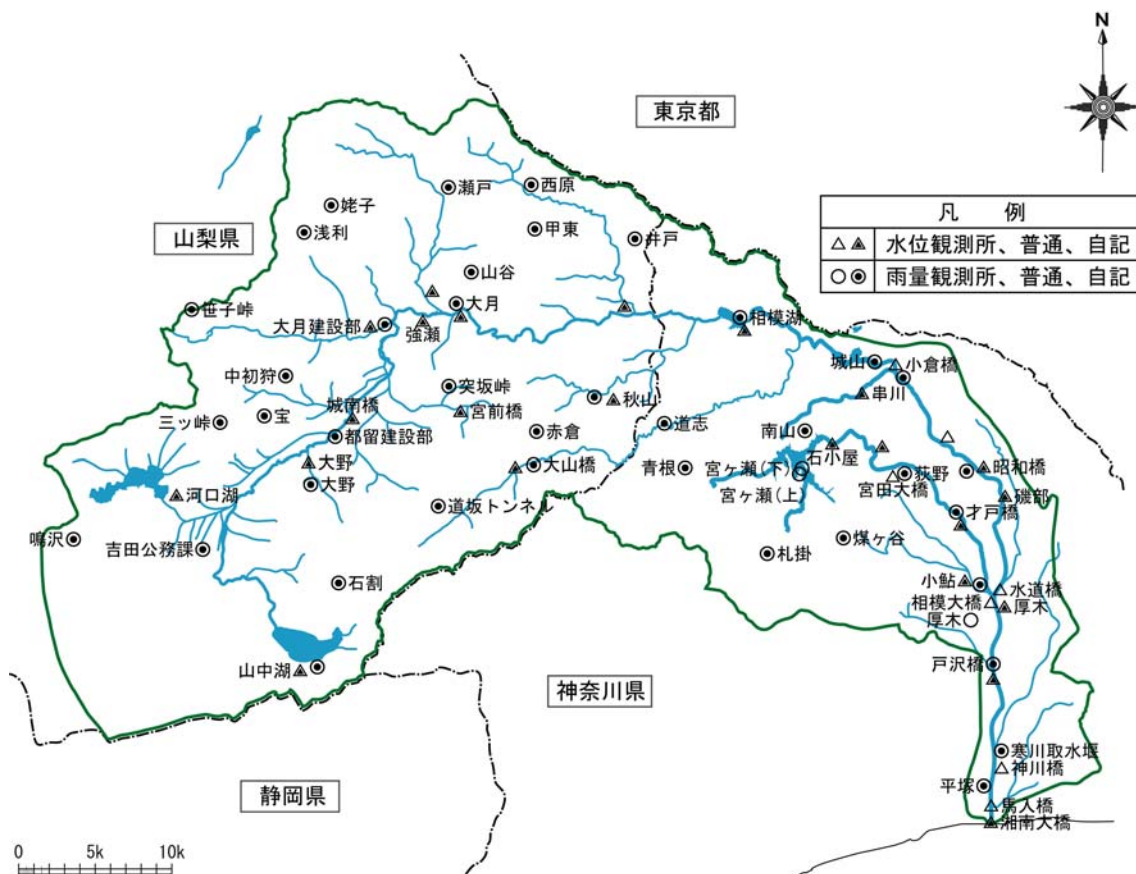 N
東京都
凡 例
水位観測所、普通、自記
雨量観測所、普通、自記
山梨県
瀬戸
西原
姥子
浅利
甲東
井戸
山谷
笹子峠
大月
大月建設部
強瀬
相模湖
城山
小倉橋
中初狩
突坂峠
串川
宝
城南橋
宮前橋
秋山
三ッ峠
都留建設部
赤倉
道志
南山
石小屋
大野
大野
大山橋
青根
宮ヶ瀬(下)
荻野
昭和橋
宮田大橋
宮ヶ瀬(上)
河口湖
道坂トンネル
磯部
才戸橋
鳴沢
吉田公務課
煤ヶ谷
札掛
石割
小鮎
水道橋
相模大橋
厚木
厚木
山中湖
戸沢橋
神奈川県
寒川取水堰
神川橋
静岡県
平塚
馬入橋
湘南大橋
0 5k 10k